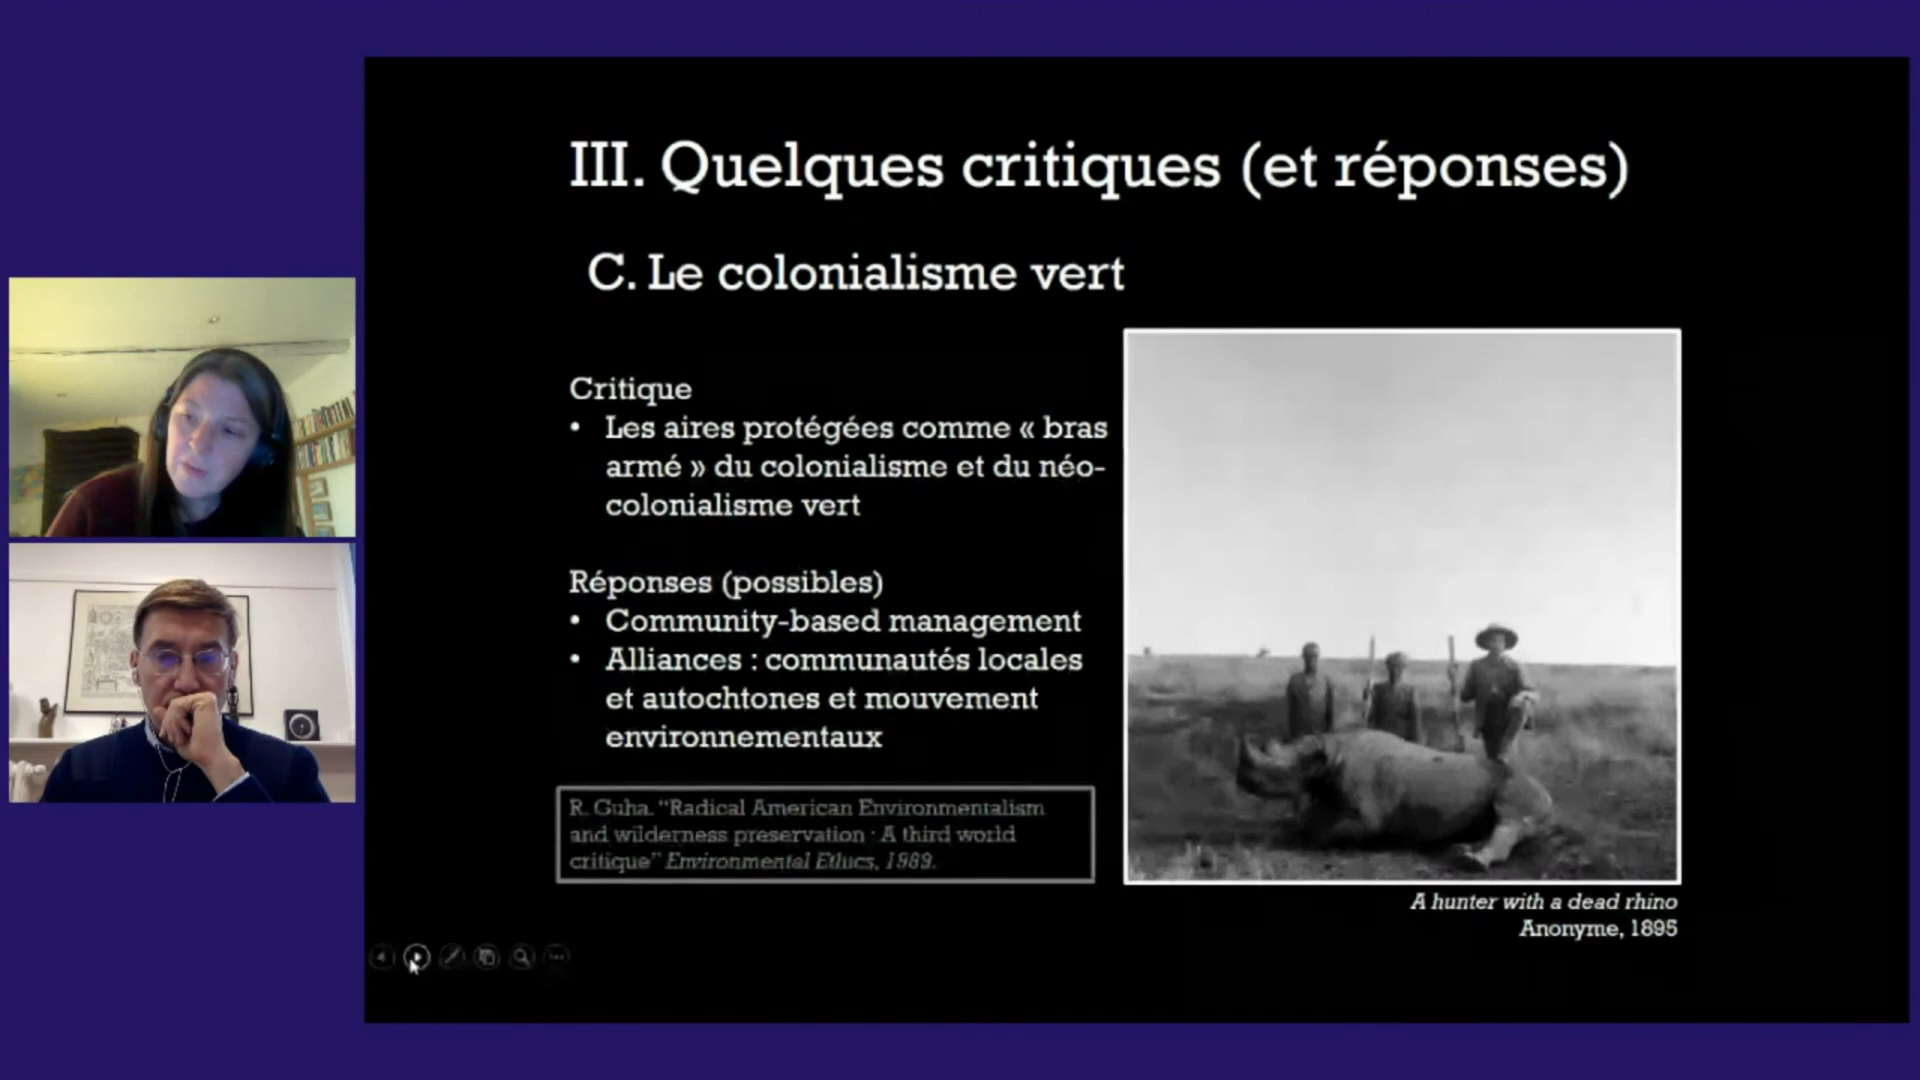 III. Quelques critiques (et réponses)
C. Le colonialisme vert
Critique
• Les aires protégées comme « bras
armé » du colonialisme et du néo-
colonialisme vert
Réponses (possibles)
• Community-based management
• Alliances : communautés locales
et autochtones et mouvement
environnementaux
R. Guha. “Radical American Environmentalism
and wilderness preservation : A third world
critique” Environmental Ethics, 1989.
A hunter with a dead rhino
Anonyme, 1895